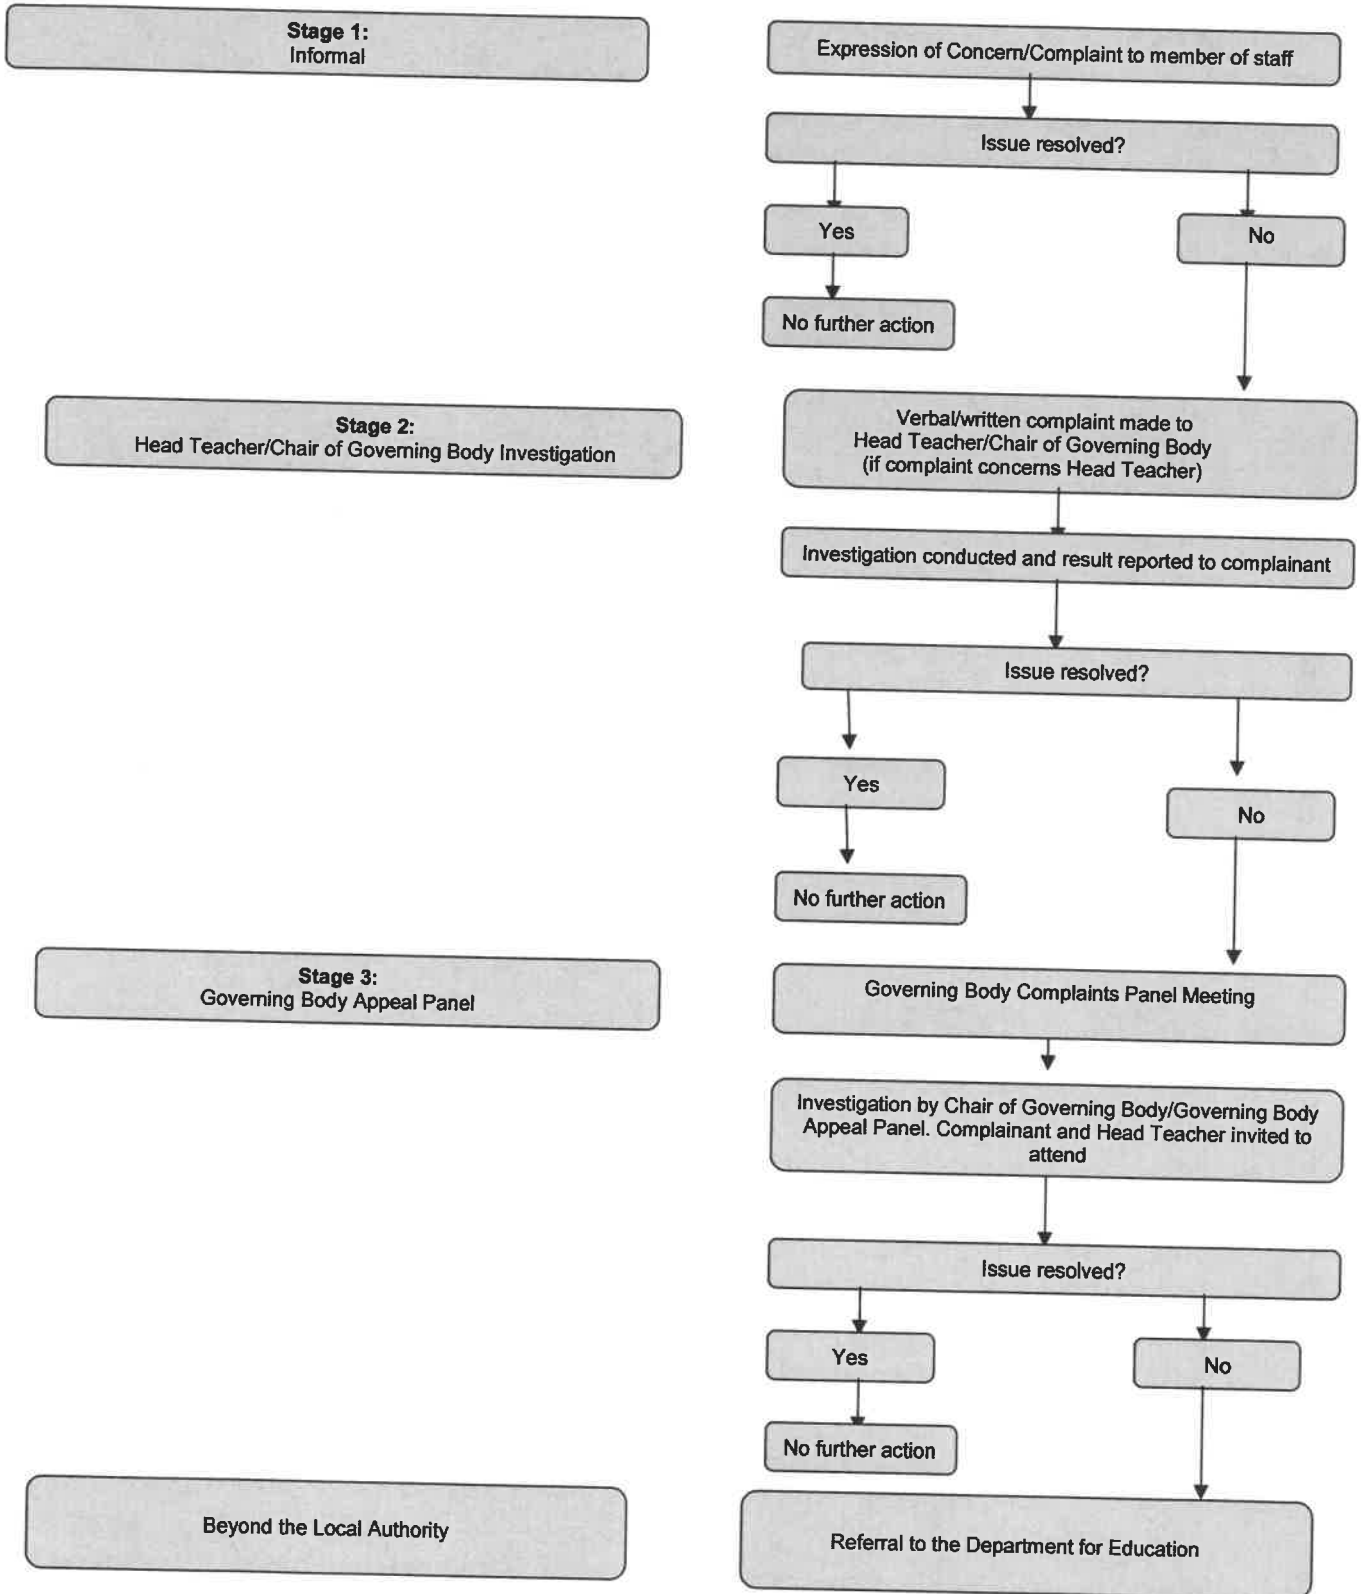 Stage 1:
Informal
Expression of Concern/Complaint to member of staff
Issue resolved?
Yes
No
No further action
Stage 2:
Head Teacher/Chair of Governing Body Investigation
Verbal/written complaint made to
Head Teacher/Chair of Governing Body
(if complaint concerns Head Teacher)
Investigation conducted and result reported to complainant
Issue resolved?
Yes
No
No further action
Stage 3:
Governing Body Appeal Panel
Governing Body Complaints Panel Meeting
Investigation by Chair of Governing Body/Governing Body
Appeal Panel. Complainant and Head Teacher invited to
attend
Issue resolved?
Yes
No
No further action
Beyond the Local Authority
Referral to the Department for Education